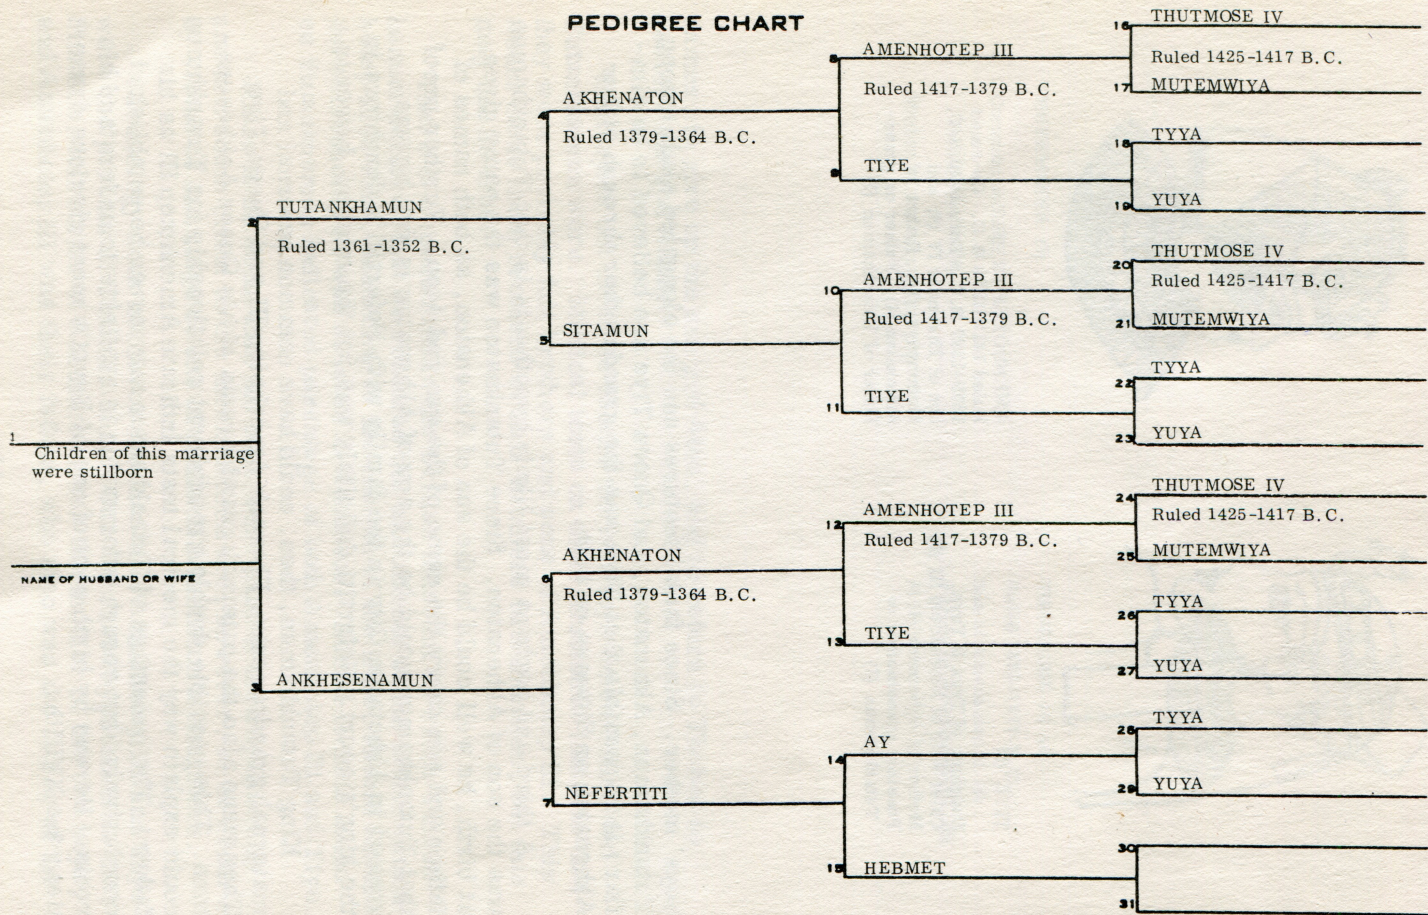 PEDIGREE CHART
1
Children of this marriage
were stillborn
NAME OF HUSBAND OR WIFE
2
TUTANKHAMUN
Ruled 1361-1352 B.C.
3
ANKHESENAMUN
4
AKHENATON
Ruled 1379-1364 B.C.
5
SITAMUN
6
AKHENATON
Ruled 1379-1364 B.C.
7
NEFERTITI
8
AMENHOTEP III
Ruled 1417-1379 B.C.
9
TIYE
10
AMENHOTEP III
Ruled 1417-1379 B.C.
11
TIYE
12
AMENHOTEP III
Ruled 1417-1379 B.C.
13
TIYE
14
AY
15
HEBMET
16
THUTMOSE IV
Ruled 1425-1417 B.C.
17
MUTEMWIYA
18
TYYA
19
YUYA
20
THUTMOSE IV
Ruled 1425-1417 B.C.
21
MUTEMWIYA
22
TYYA
23
YUYA
24
THUTMOSE IV
Ruled 1425-1417 B.C.
25
MUTEMWIYA
26
TYYA
27
YUYA
28
TYYA
29
YUYA
30
31